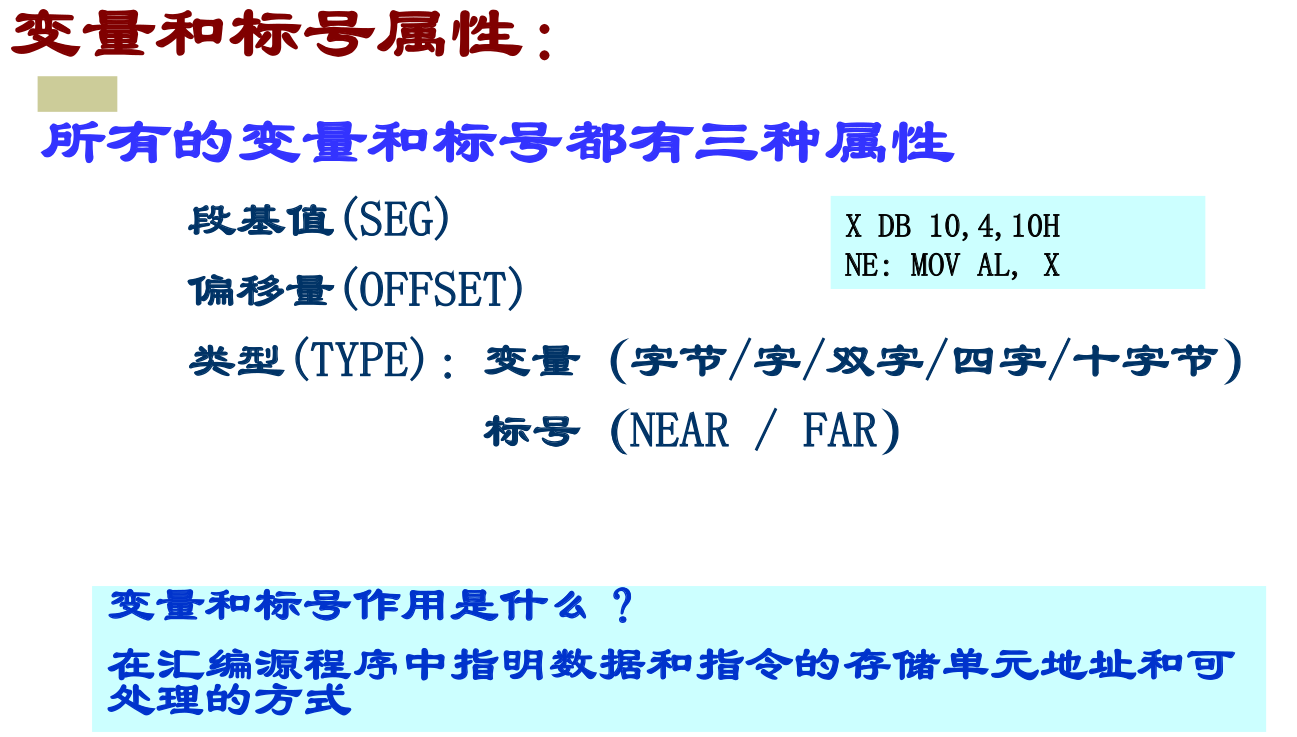 变量和标号属性:
所有的变量和标号都有三种属性
段基值(SEG)
偏移量(OFFSET)
类型(TYPE): 变量 (字节/字/双字/四字/十字节)
标号 (NEAR / FAR)
X DB 10,4,10H
NE: MOV AL, X
变量和标号作用是什么?
在汇编源程序中指明数据和指令的存储单元地址和可
处理的方式